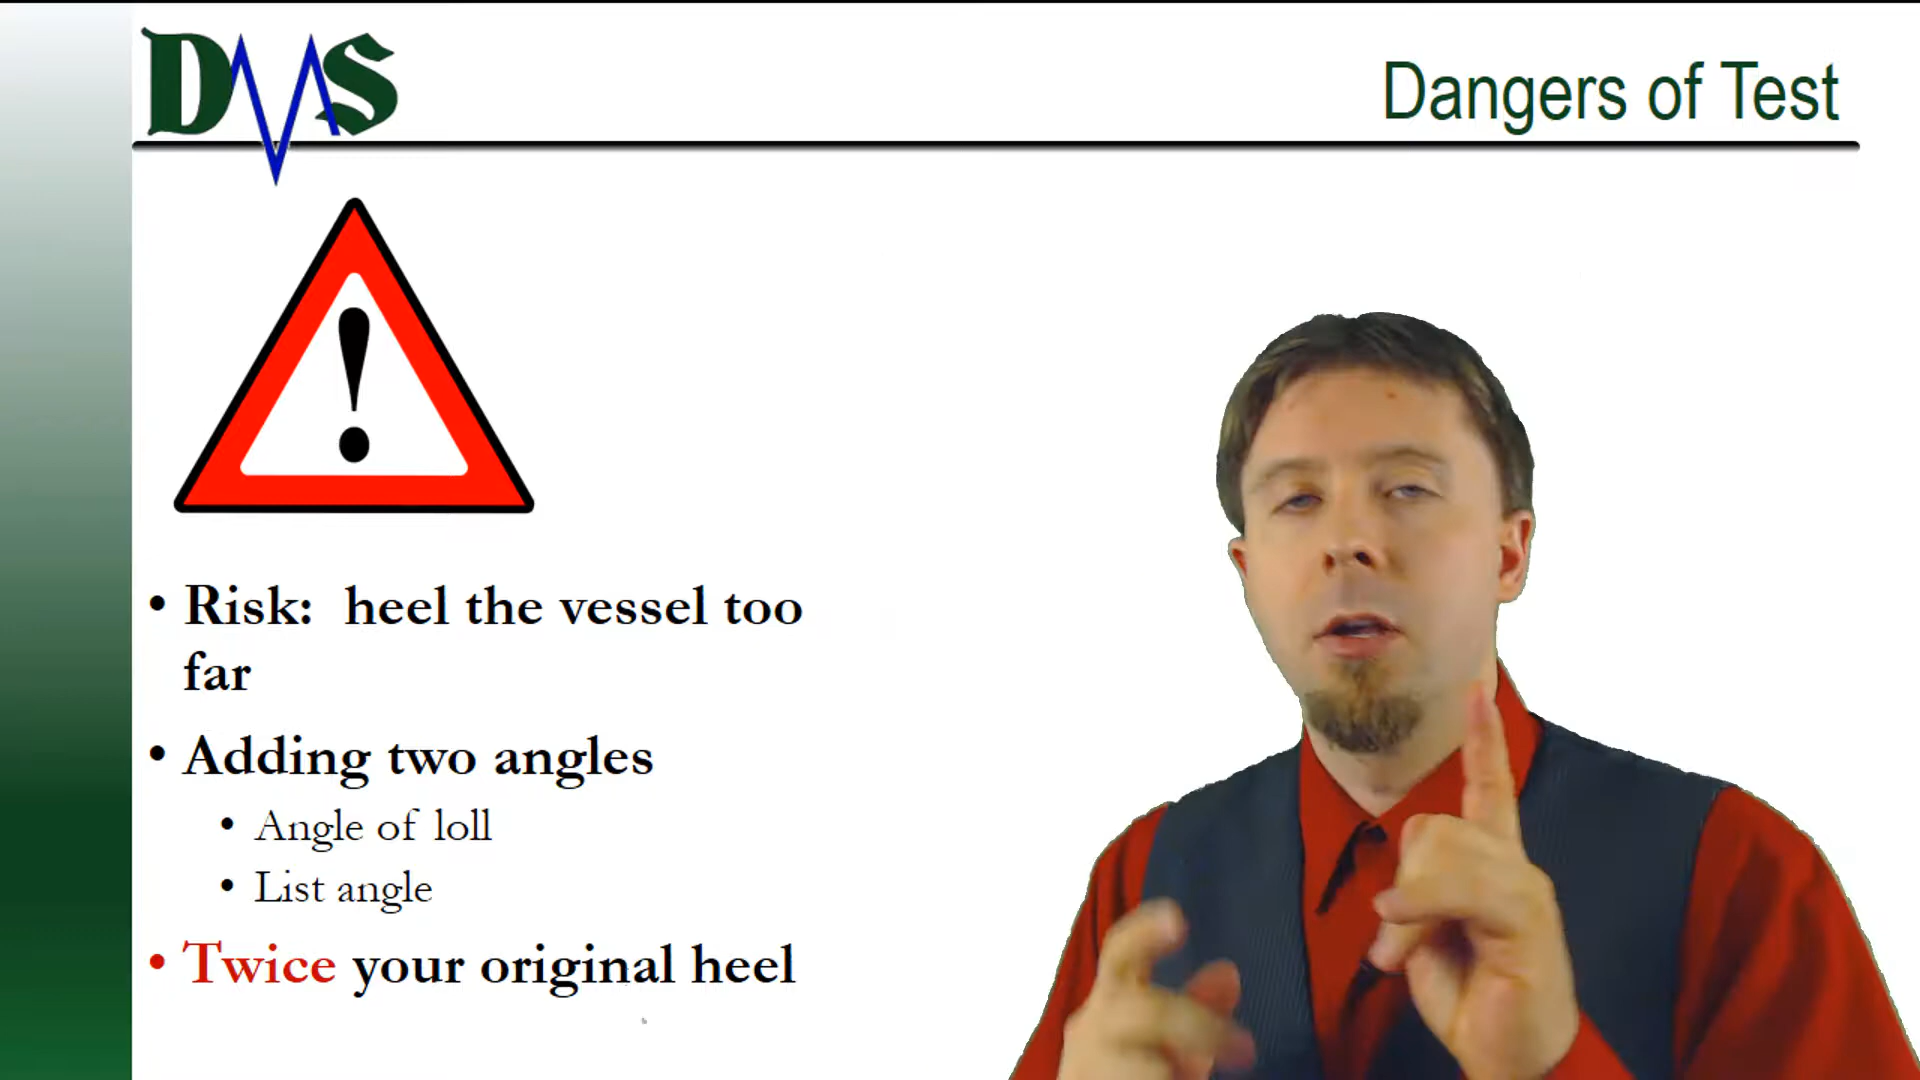 DMS
Dangers of Test
!
• Risk: heel the vessel too
far
• Adding two angles
• Angle of loll
• List angle
• Twice your original heel